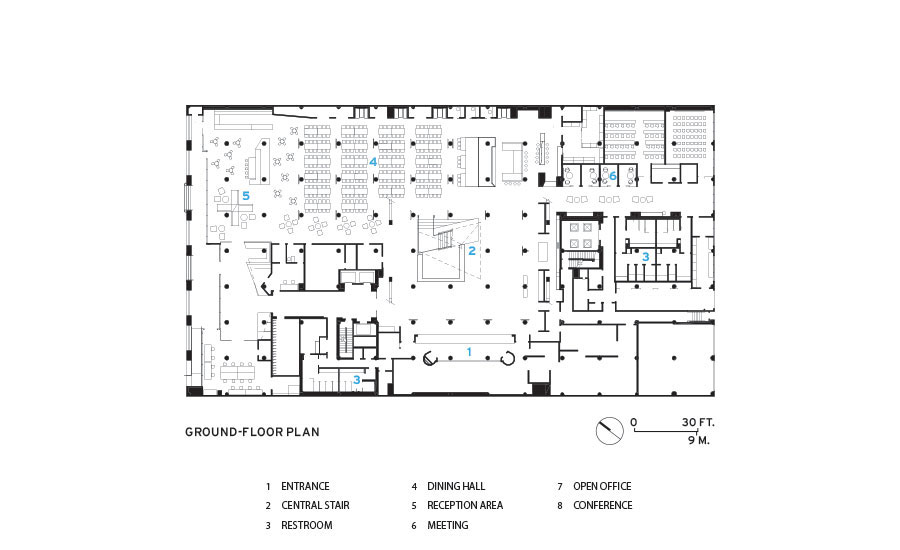 4
6
5
2
3
1
3
GROUND-FLOOR PLAN
0 30 FT.
9 M.
1 ENTRANCE
2 CENTRAL STAIR
3 RESTROOM
4 DINING HALL
5 RECEPTION AREA
6 MEETING
7 OPEN OFFICE
8 CONFERENCE